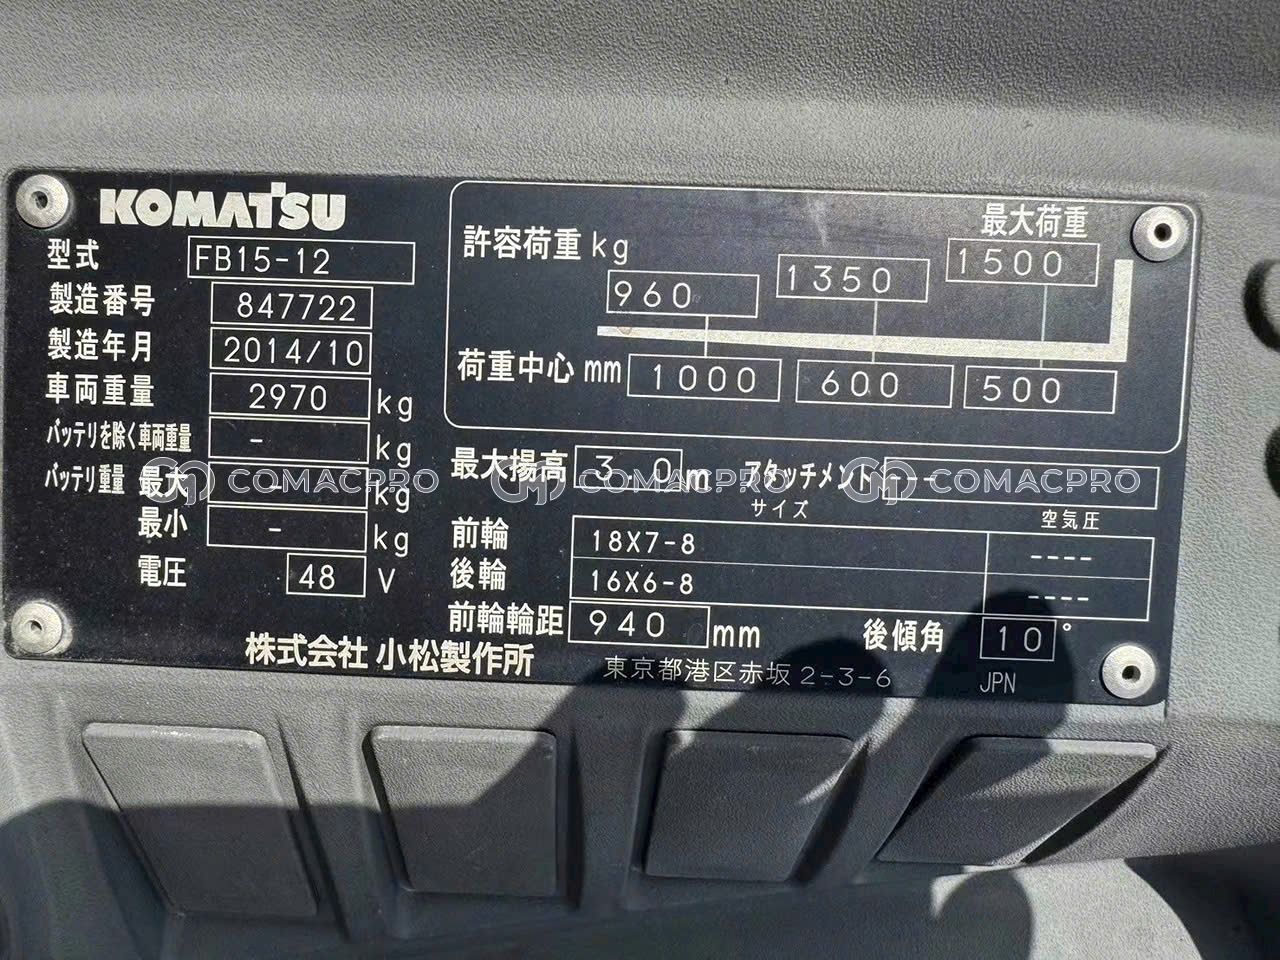 KOMATSU
型式 FB15-12
製造番号 847722
製造年月 2014/10
車両重量 2970 kg
バッテリを除く車両重量 - kg
バッテリ重量 最大 - kg
最小 - kg
電圧 48 V
最大荷重
許容荷重 kg 960 1350 1500
荷重中心 mm 1000 600 500
最大揚高 3.0 m アタッチメント ---
サイズ 空気圧
前輪 18X7-8 ----
後輪 16X6-8 ----
前輪輪距 940 mm 後傾角 10°
株式会社 小松製作所 東京都港区赤坂 2-3-6 JPN
COMACPRO COMACPRO COMACPRO